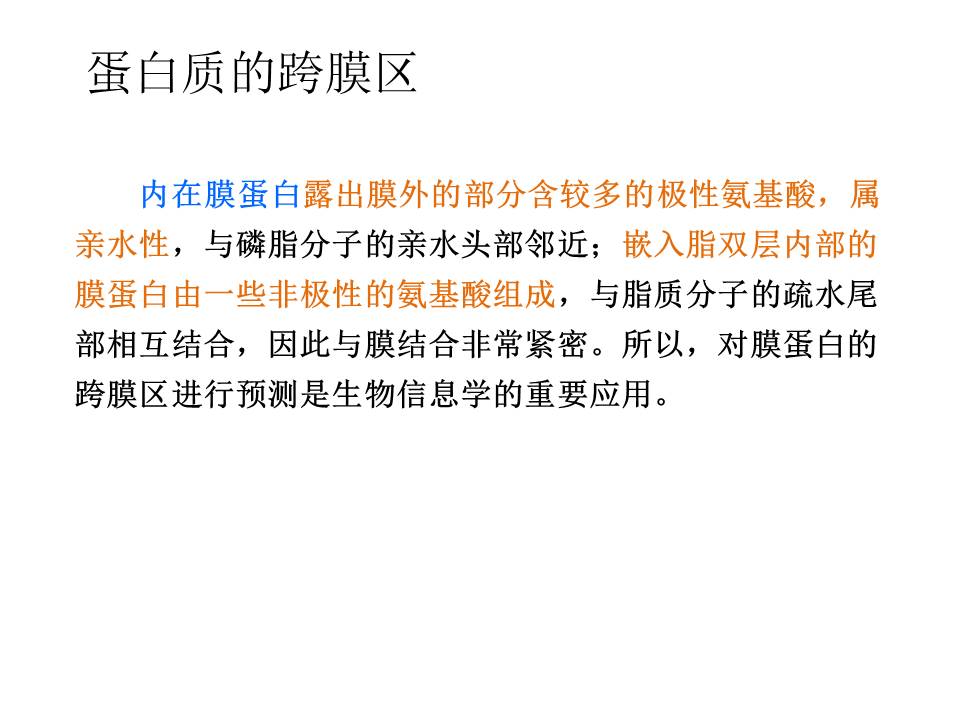 蛋白质的跨膜区
内在膜蛋白露出膜外的部分含较多的极性氨基酸，属
亲水性，与磷脂分子的亲水头部邻近；嵌入脂双层内部的
膜蛋白由一些非极性的氨基酸组成，与脂质分子的疏水尾
部相互结合，因此与膜结合非常紧密。所以，对膜蛋白的
跨膜区进行预测是生物信息学的重要应用。